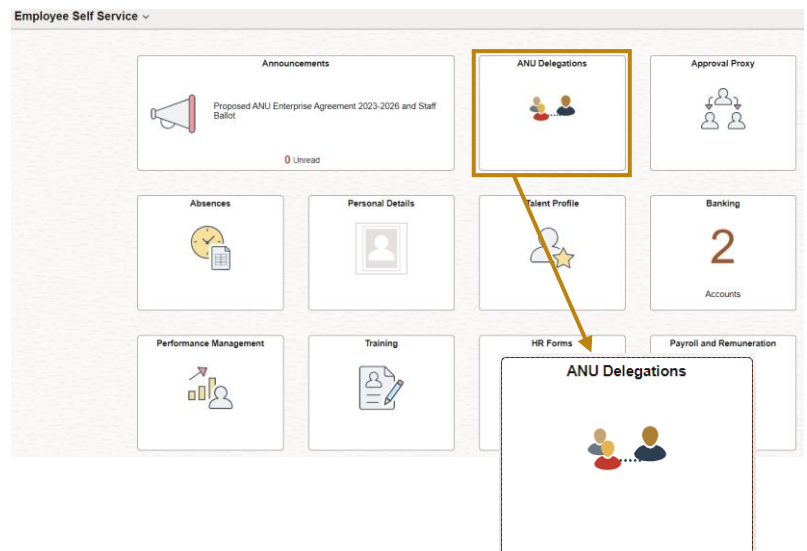 Employee Self Service
Announcements
Proposed ANU Enterprise Agreement 2023-2026 and Staff
Ballot
0 Unread
ANU Delegations
Approval Proxy
Absences
Personal Details
Talent Profile
Banking
2
Accounts
Performance Management
Training
HR Forms
Payroll and Remuneration
ANU Delegations